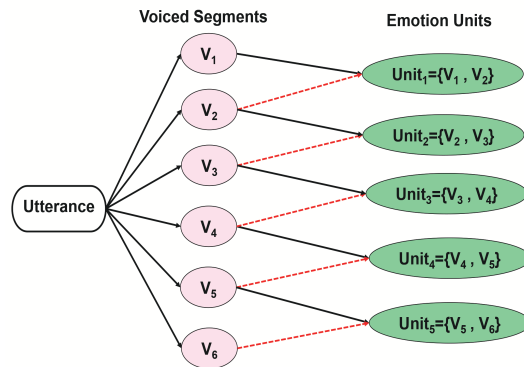 Voiced Segments
Emotion Units
Utterance
V₁
V₂
V₃
V₄
V₅
V₆
Unit₁={V₁ , V₂}
Unit₂={V₂ , V₃}
Unit₃={V₃ , V₄}
Unit₄={V₄ , V₅}
Unit₅={V₅ , V₆}